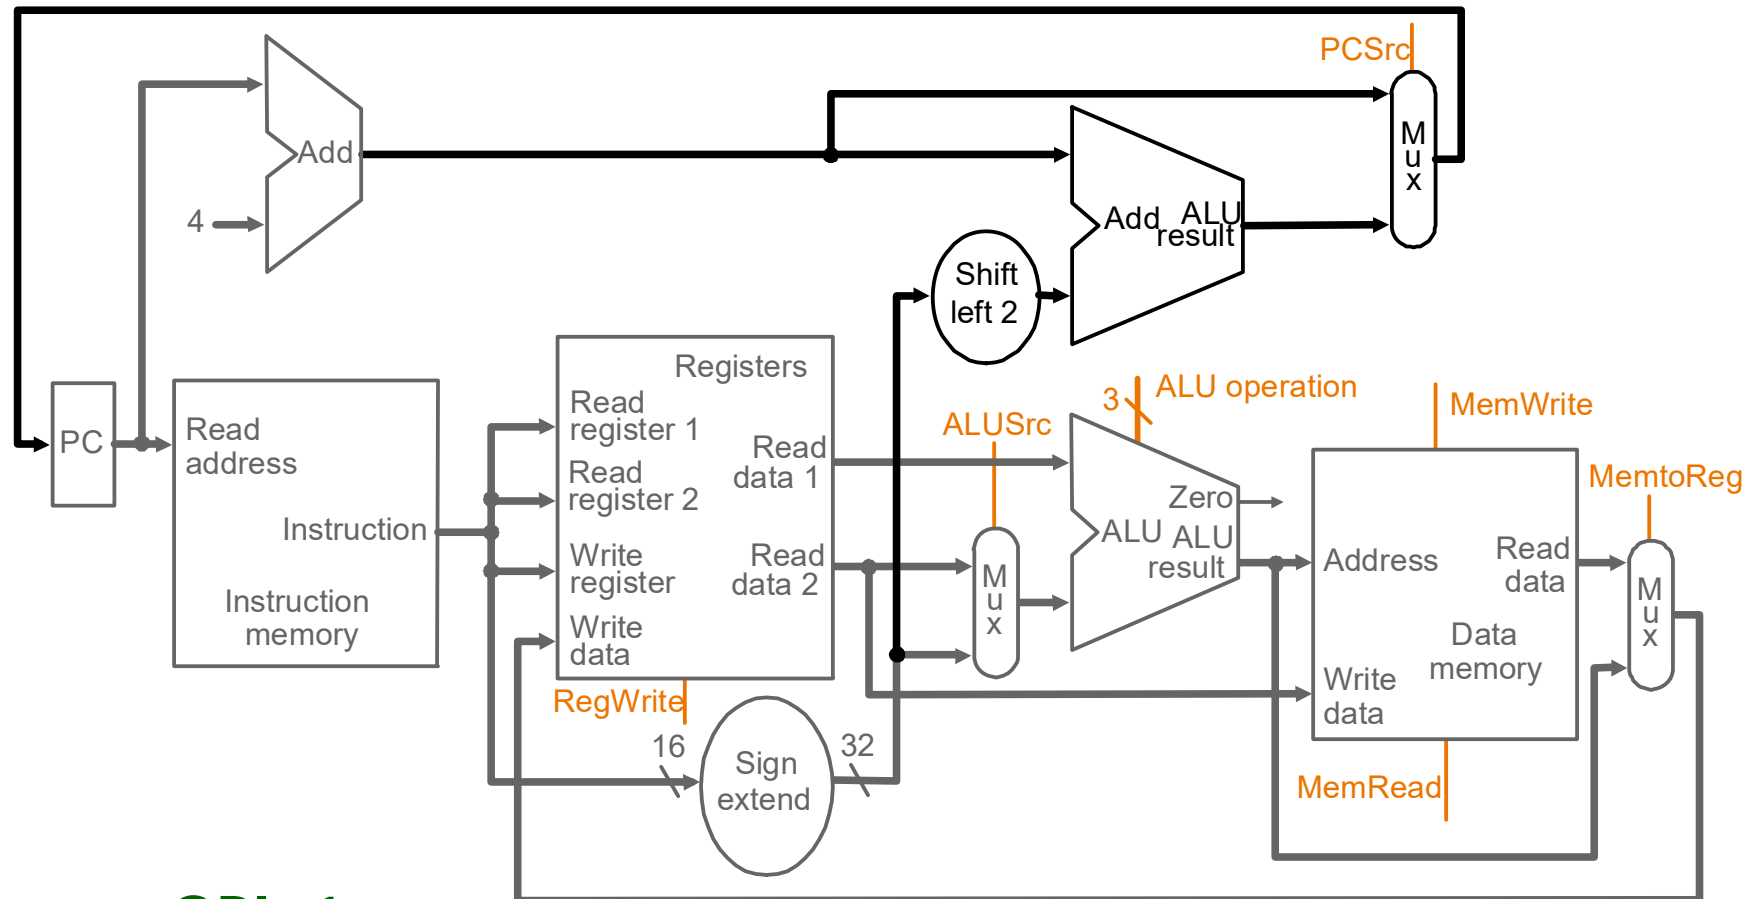 PCSrc
M
u
x
Add
4
Add ALU
result
Shift
left 2
Registers
Read
register 1
Read
data 1
Read
register 2
Write
register
Read
data 2
Write
data
RegWrite
PC
Read
address
Instruction
Instruction
memory
ALUSrc
M
u
x
3
ALU operation
Zero
ALU ALU
result
MemWrite
MemtoReg
Address
Read
data
Data
memory
Write
data
MemRead
M
u
x
16
Sign
extend
32